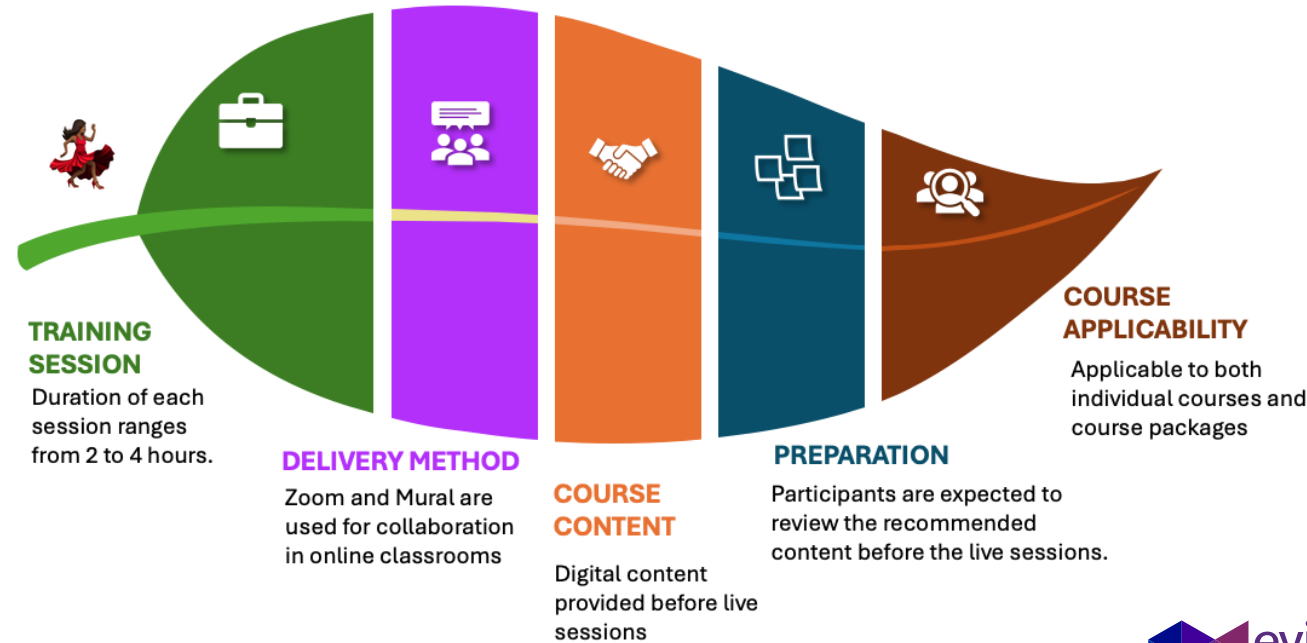 TRAINING
SESSION
Duration of each
session ranges
from 2 to 4 hours.
DELIVERY METHOD
Zoom and Mural are
used for collaboration
in online classrooms
COURSE
CONTENT
Digital content
provided before live
sessions
PREPARATION
Participants are expected to
review the recommended
content before the live sessions.
COURSE
APPLICABILITY
Applicable to both
individual courses and
course packages